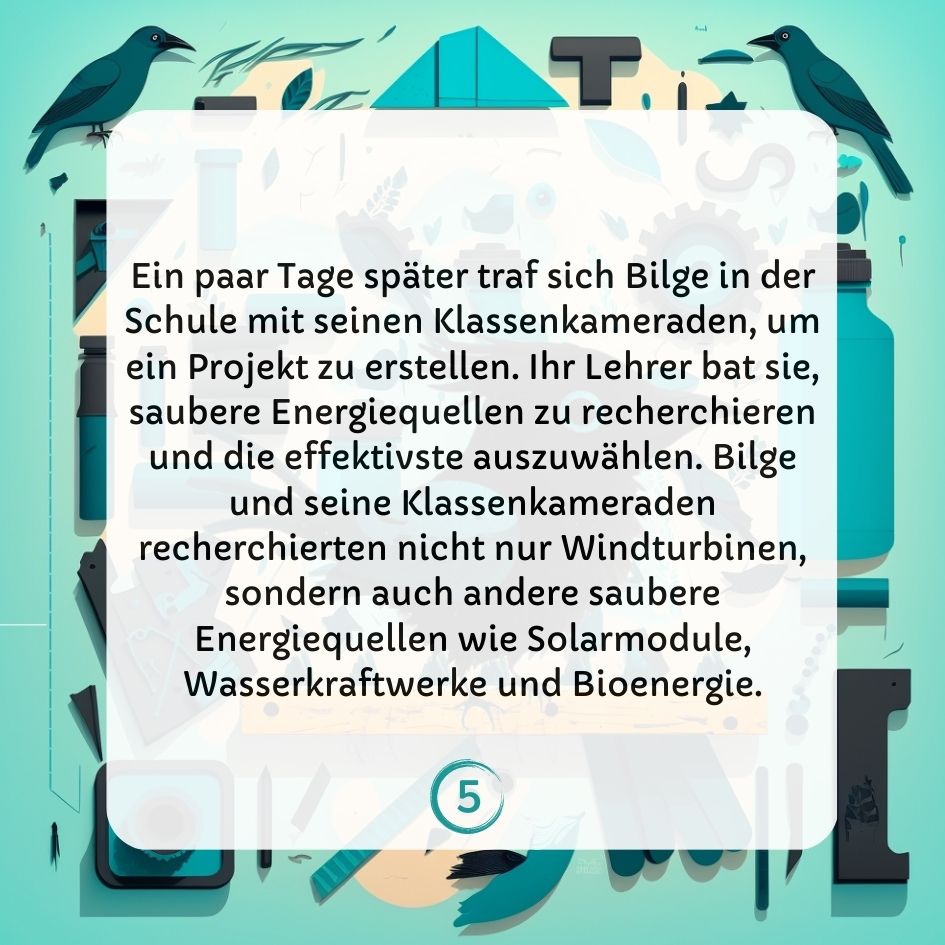 Ein paar Tage später traf sich Bilge in der
Schule mit seinen Klassenkameraden, um
ein Projekt zu erstellen. Ihr Lehrer bat sie,
saubere Energiequellen zu recherchieren
und die effektivste auszuwählen. Bilge
und seine Klassenkameraden
recherchierten nicht nur Windturbinen,
sondern auch andere saubere
Energiequellen wie Solarmodule,
Wasserkraftwerke und Bioenergie.
5